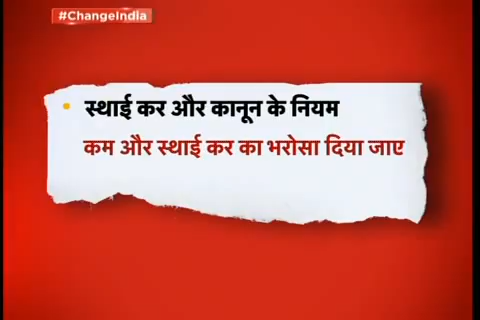 #ChangeIndia
• स्थाई कर और कानून के नियम
कम और स्थाई कर का भरोसा दिया जाए